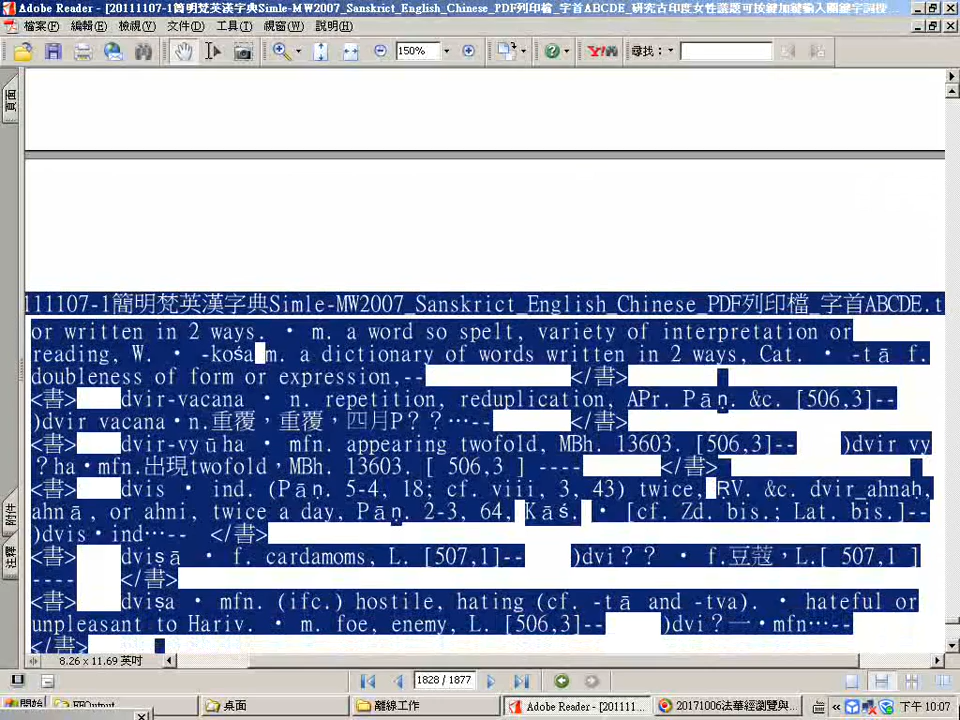 Adobe Reader - [20111107-1簡明梵英漢字典Simle-MW2007_Sanskrict_English_Chinese_PDF列印檔_字首ABCDE_研究古印度女性議題可按鍵加鍵輸入關鍵字詞搜
檔案(F) 編輯(E) 檢視(V) 文件(D) 工具(T) 視窗(W) 說明(H)
150% Y! 尋找：
頁面
111107-1簡明梵英漢字典Simle-MW2007_Sanskrict_English_Chinese_PDF列印檔_字首ABCDE.t
or written in 2 ways. • m. a word so spelt, variety of interpretation or
reading, W. • -kośa m. a dictionary of words written in 2 ways, Cat. • -tā f.
doubleness of form or expression,-- </書>
<書> dvir-vacana • n. repetition, reduplication, APr. Pāṇ. &c. [506,3]--
)dvir vacana•n.重覆，重覆，四月P？？…-- </書>
<書> dvir-vyūha • mfn. appearing twofold, MBh. 13603. [506,3]-- )dvir vy
？ha•mfn.出現twofold，MBh. 13603. [ 506,3 ] ---- </書>
<書> dvis • ind. (Pāṇ. 5-4, 18; cf. viii, 3, 43) twice, ṚV. &c. dvir_ahnaḥ,
ahnā, or ahni, twice a day, Pāṇ. 2-3, 64, Kāś. • [cf. Zd. bis.; Lat. bis.]--
)dvis•ind…-- </書>
<書> dviṣā • f. cardamoms, L. [507,1]-- )dvi？？ • f.豆蔻，L.[ 507,1 ]
---- </書>
<書> dviṣa • mfn. (ifc.) hostile, hating (cf. -tā and -tva). • hateful or
unpleasant to Hariv. • m. foe, enemy, L. [506,3]-- )dvi？一•mfn…--
</書>
附件
注釋
8.26 x 11.69 英吋
1828 / 1877
開始 FFOutput 桌面 離線工作 Adobe Reader - [201111... 20171006法華經瀏覽與... 下午 10:07